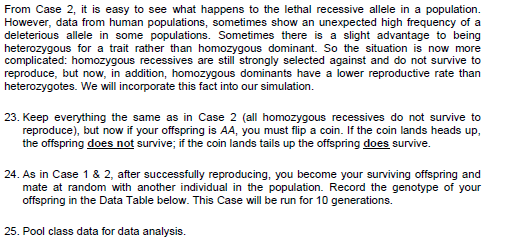 From Case 2, it is easy to see what happens to the lethal recessive allele in a population.
However, data from human populations, sometimes show an unexpected high frequency of a
deleterious allele in some populations. Sometimes there is a slight advantage to being
heterozygous for a trait rather than homozygous dominant. So the situation is now more
complicated: homozygous recessives are still strongly selected against and do not survive to
reproduce, but now, in addition, homozygous dominants have a lower reproductive rate than
heterozygotes. We will incorporate this fact into our simulation.
23. Keep everything the same as in Case 2 (all homozygous recessives do not survive to
reproduce), but now if your offspring is AA, you must flip a coin. If the coin lands heads up,
the offspring does not survive; if the coin lands tails up the offspring does survive.
24. As in Case 1 & 2, after successfully reproducing, you become your surviving offspring and
mate at random with another individual in the population. Record the genotype of your
offspring in the Data Table below. This Case will be run for 10 generations.
25. Pool class data for data analysis.